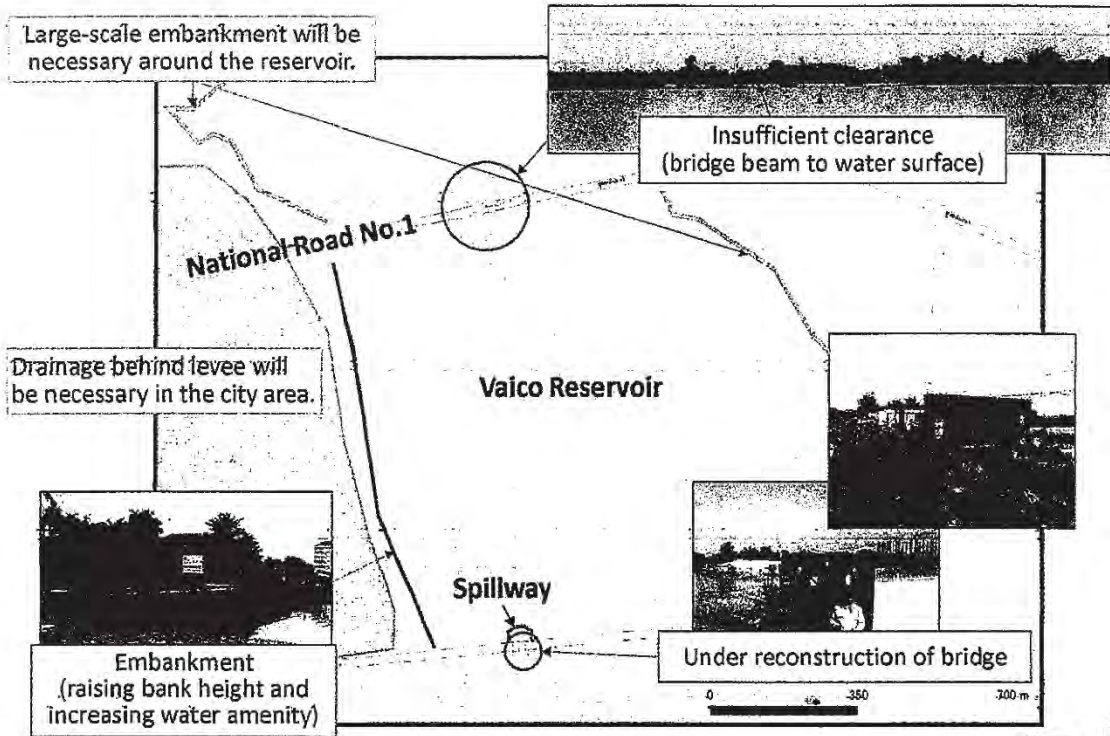 Large-scale embankment will be
necessary around the reservoir.
Insufficient clearance
(bridge beam to water surface)
National Road No.1
Drainage behind levee will
be necessary in the city area.
Vaico Reservoir
Spillway
Embankment
(raising bank height and
increasing water amenity)
Under reconstruction of bridge
0 350 700 m